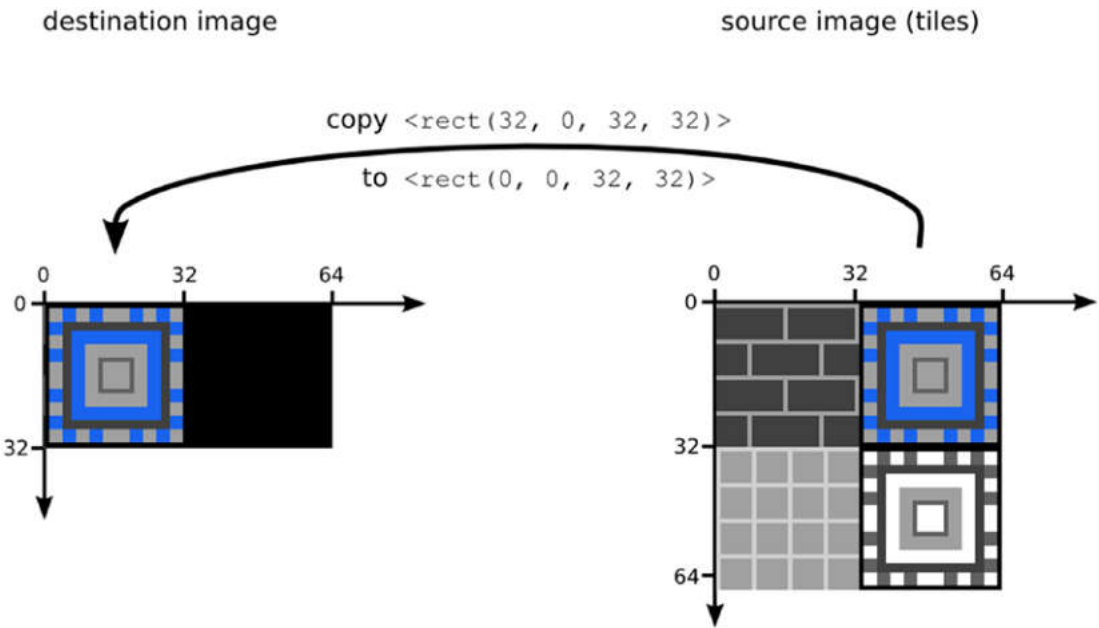 destination image
source image (tiles)
copy <rect(32, 0, 32, 32)>
to <rect(0, 0, 32, 32)>
0 32 64
0
32
0 32 64
0
32
64